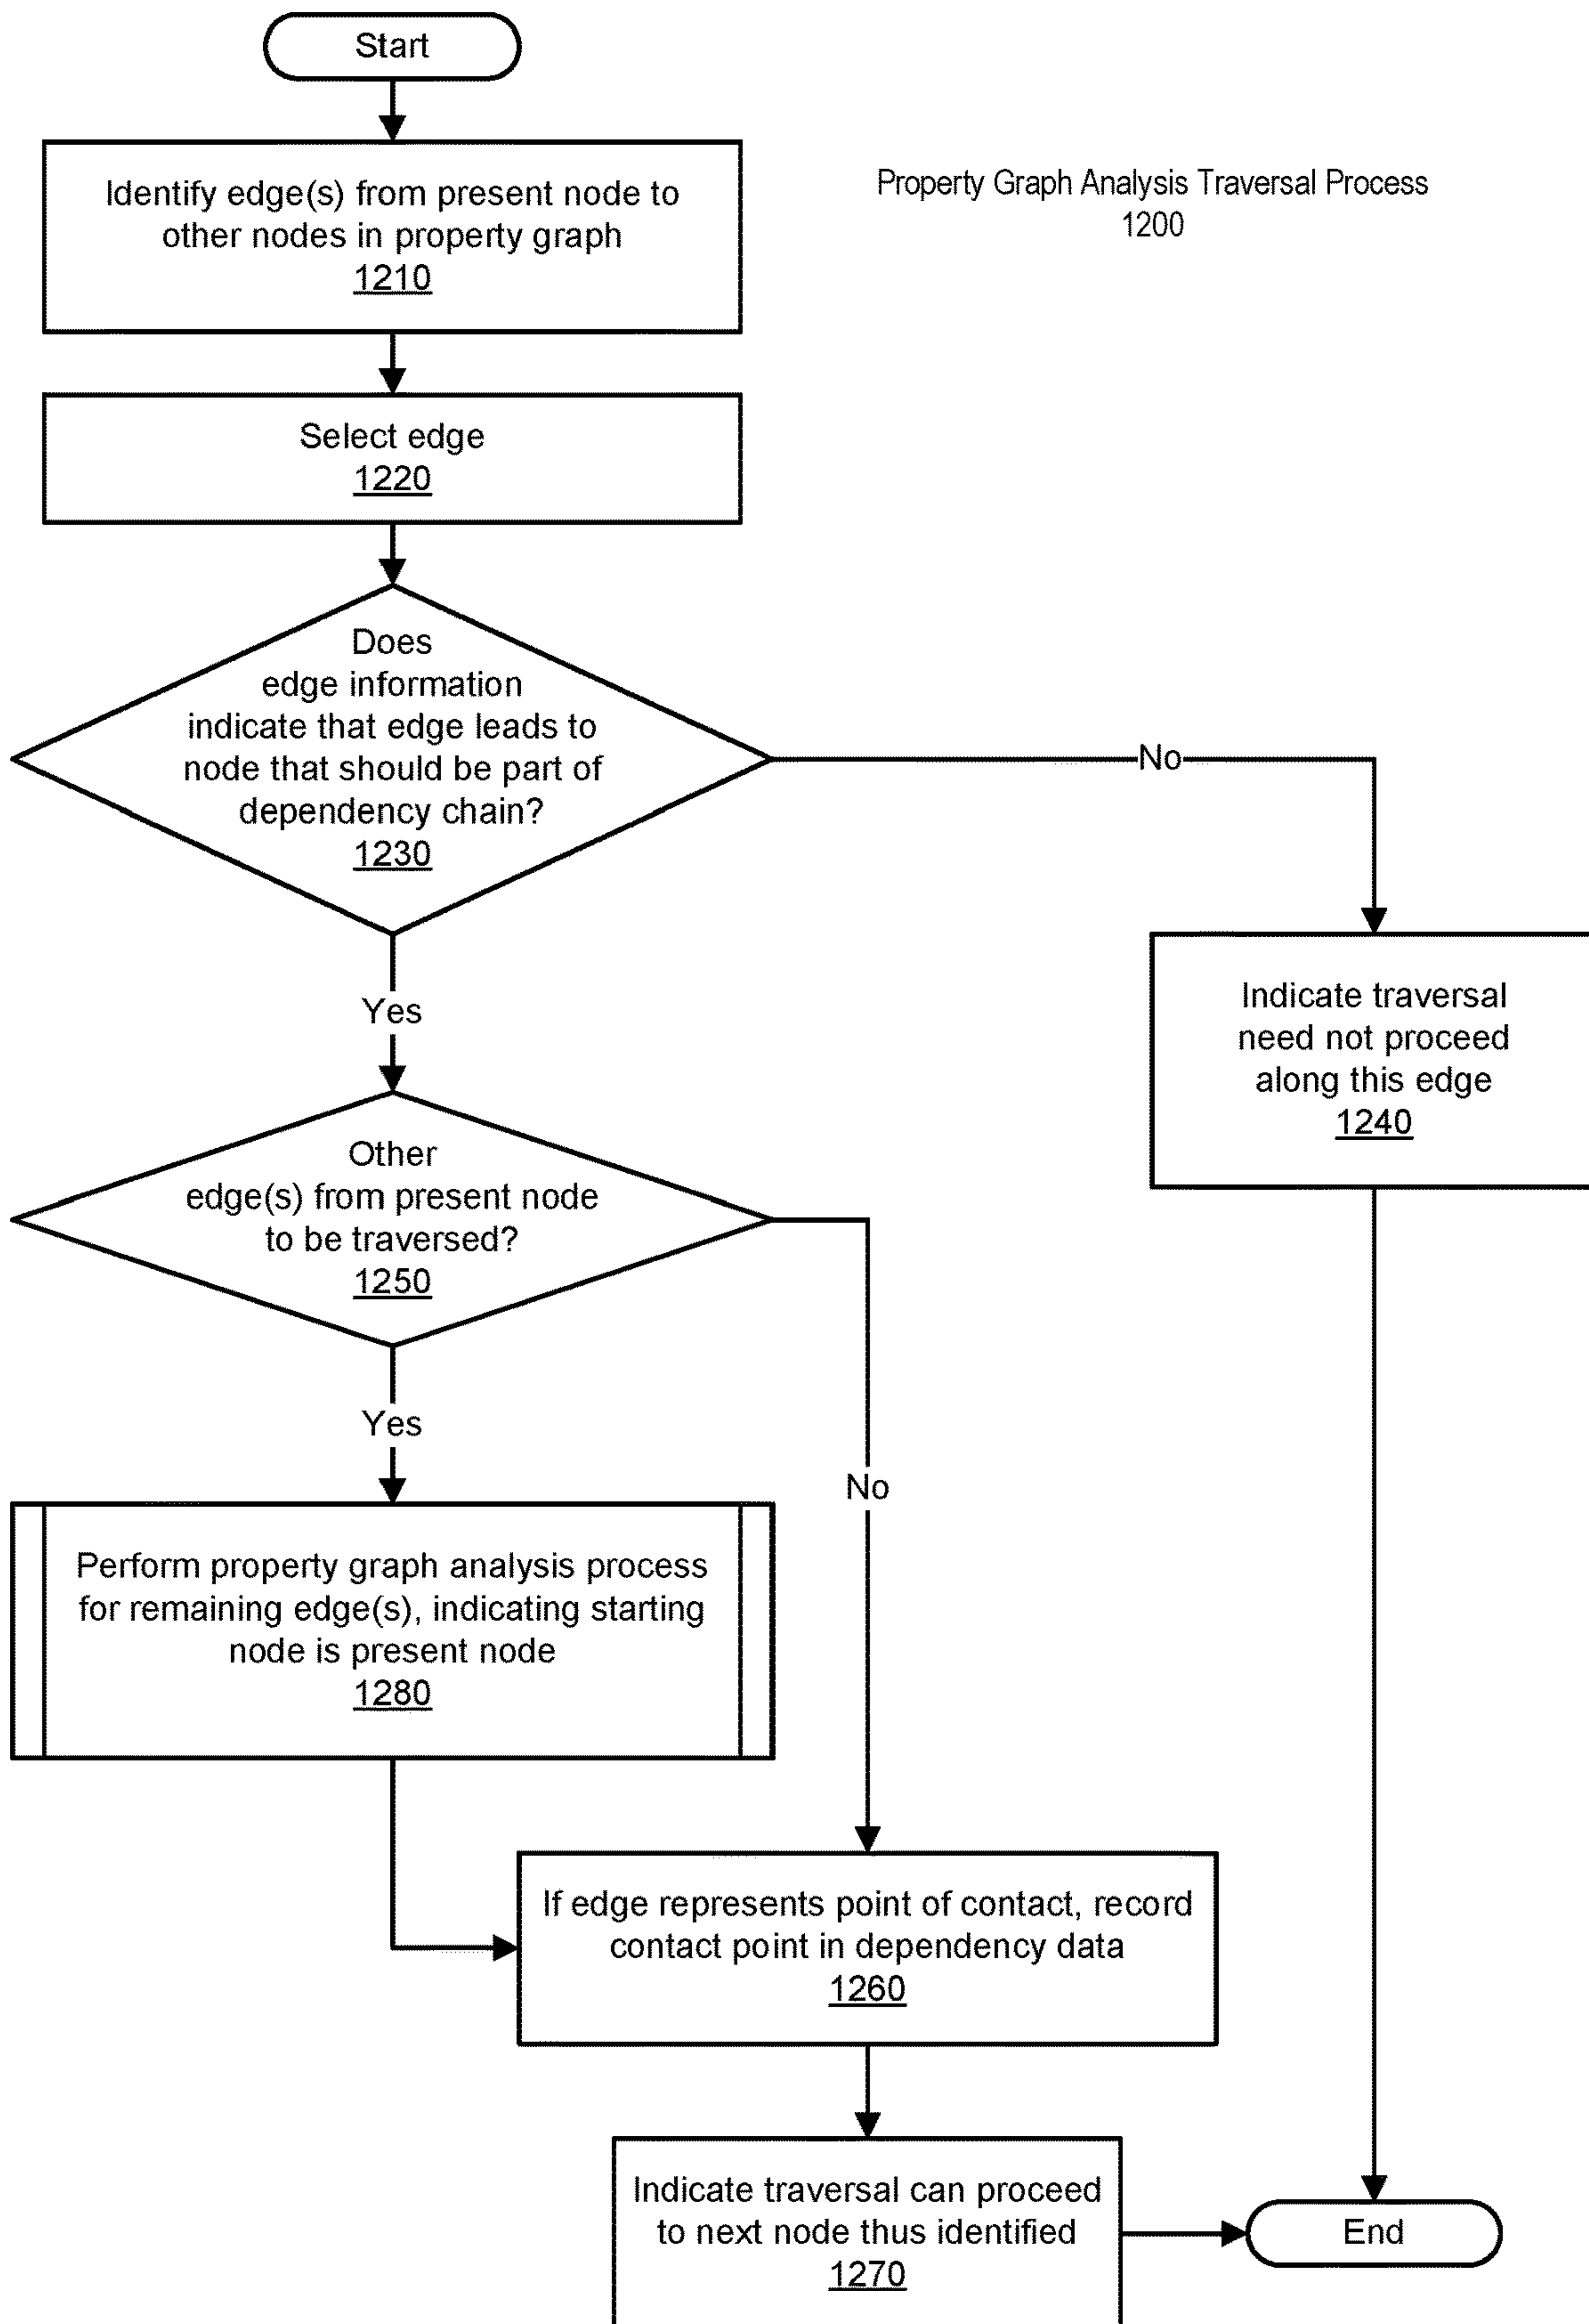 Start
Identify edge(s) from present node to
other nodes in property graph
1210
Property Graph Analysis Traversal Process
1200
Select edge
1220
Does
edge information
indicate that edge leads to
node that should be part of
dependency chain?
1230
No
Yes
Indicate traversal
need not proceed
along this edge
1240
Other
edge(s) from present node
to be traversed?
1250
Yes
No
Perform property graph analysis process
for remaining edge(s), indicating starting
node is present node
1280
If edge represents point of contact, record
contact point in dependency data
1260
Indicate traversal can proceed
to next node thus identified
1270
End